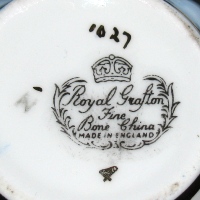 1027
Royal Grafton
Fine
Bone China
MADE IN ENGLAND